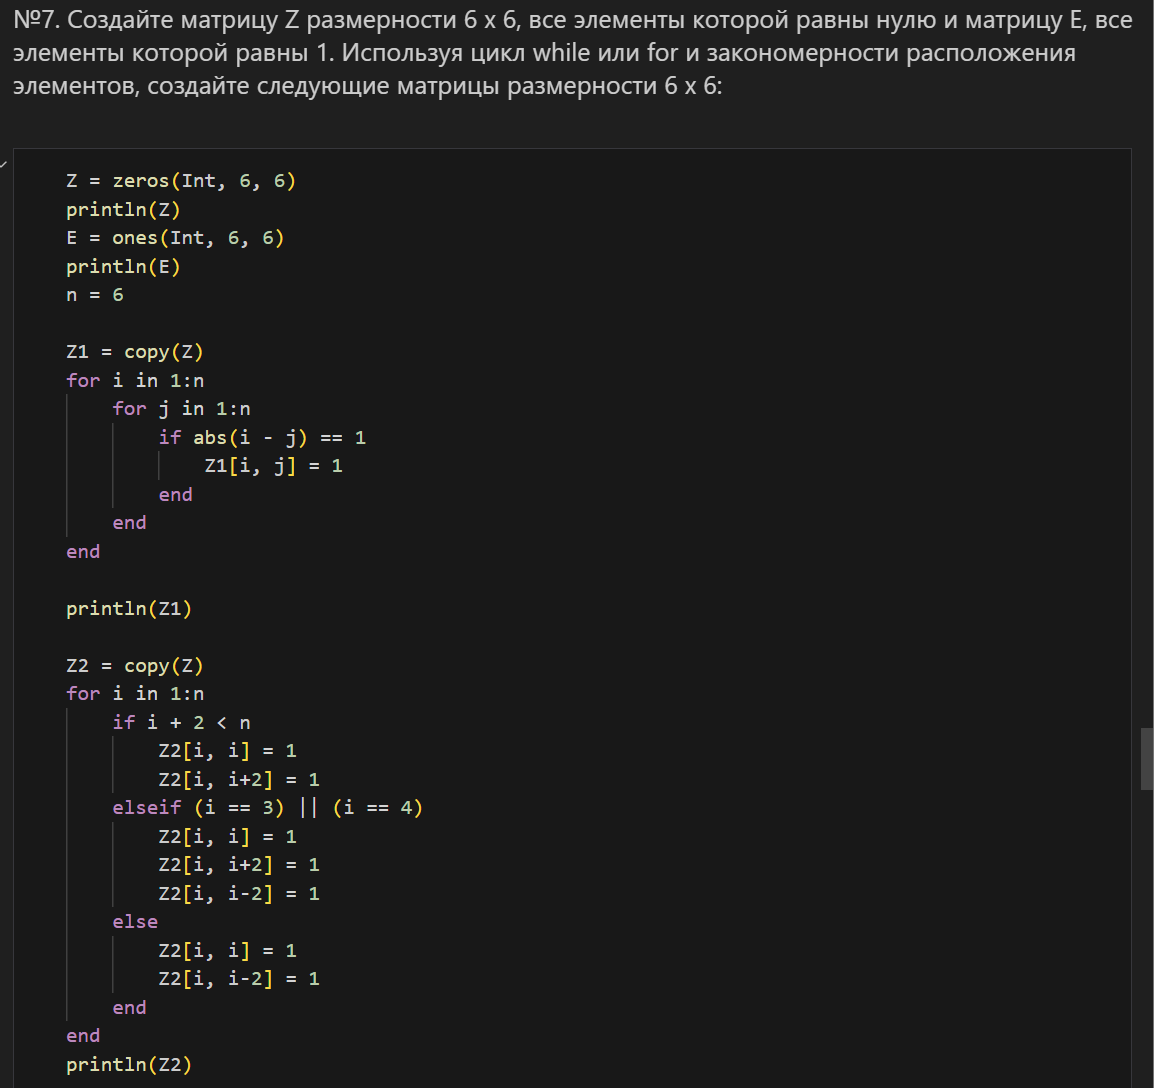 №7. Создайте матрицу Z размерности 6 x 6, все элементы которой равны нулю и матрицу E, все
элементы которой равны 1. Используя цикл while или for и закономерности расположения
элементов, создайте следующие матрицы размерности 6 x 6:
Z = zeros(Int, 6, 6)
println(Z)
E = ones(Int, 6, 6)
println(E)
n = 6
Z1 = copy(Z)
for i in 1:n
    for j in 1:n
        if abs(i - j) == 1
            Z1[i, j] = 1
        end
    end
end
println(Z1)
Z2 = copy(Z)
for i in 1:n
    if i + 2 < n
        Z2[i, i] = 1
        Z2[i, i+2] = 1
    elseif (i == 3) || (i == 4)
        Z2[i, i] = 1
        Z2[i, i+2] = 1
        Z2[i, i-2] = 1
    else
        Z2[i, i] = 1
        Z2[i, i-2] = 1
    end
end
println(Z2)